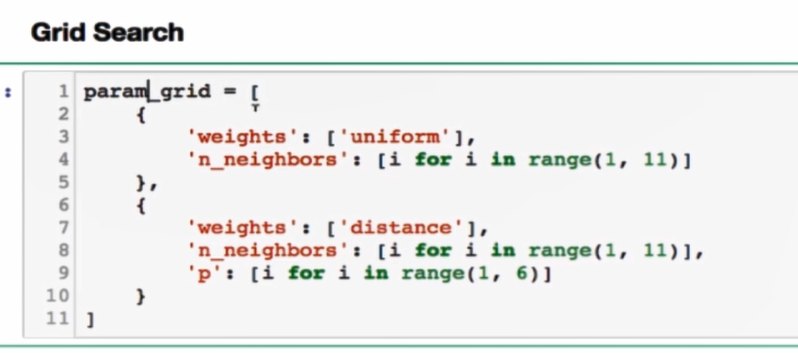 Grid Search
:
1 param_grid = [
2     {
3         'weights': ['uniform'],
4         'n_neighbors': [i for i in range(1, 11)]
5     },
6     {
7         'weights': ['distance'],
8         'n_neighbors': [i for i in range(1, 11)],
9         'p': [i for i in range(1, 6)]
10     }
11 ]